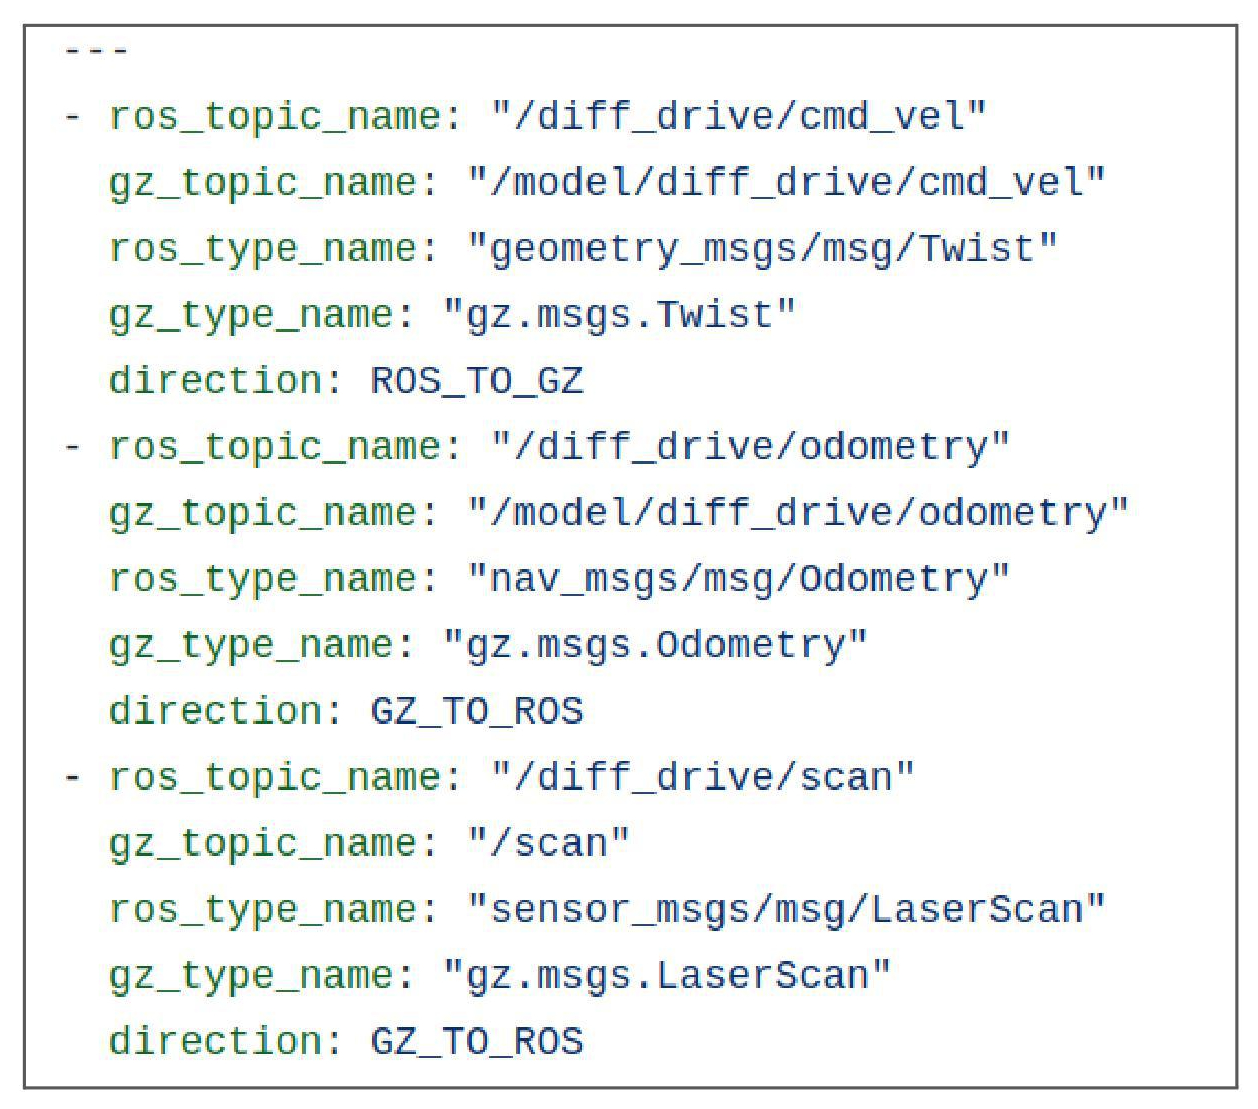 ---
- ros_topic_name: "/diff_drive/cmd_vel"
  gz_topic_name: "/model/diff_drive/cmd_vel"
  ros_type_name: "geometry_msgs/msg/Twist"
  gz_type_name: "gz.msgs.Twist"
  direction: ROS_TO_GZ
- ros_topic_name: "/diff_drive/odometry"
  gz_topic_name: "/model/diff_drive/odometry"
  ros_type_name: "nav_msgs/msg/Odometry"
  gz_type_name: "gz.msgs.Odometry"
  direction: GZ_TO_ROS
- ros_topic_name: "/diff_drive/scan"
  gz_topic_name: "/scan"
  ros_type_name: "sensor_msgs/msg/LaserScan"
  gz_type_name: "gz.msgs.LaserScan"
  direction: GZ_TO_ROS